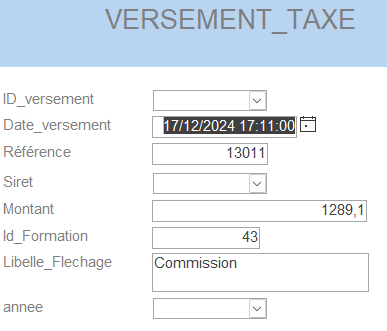 VERSEMENT_TAXE
ID_versement
Date_versement 17/12/2024 17:11:00
Référence 13011
Siret
Montant 1289,1
Id_Formation 43
Libelle_Flechage Commission
annee